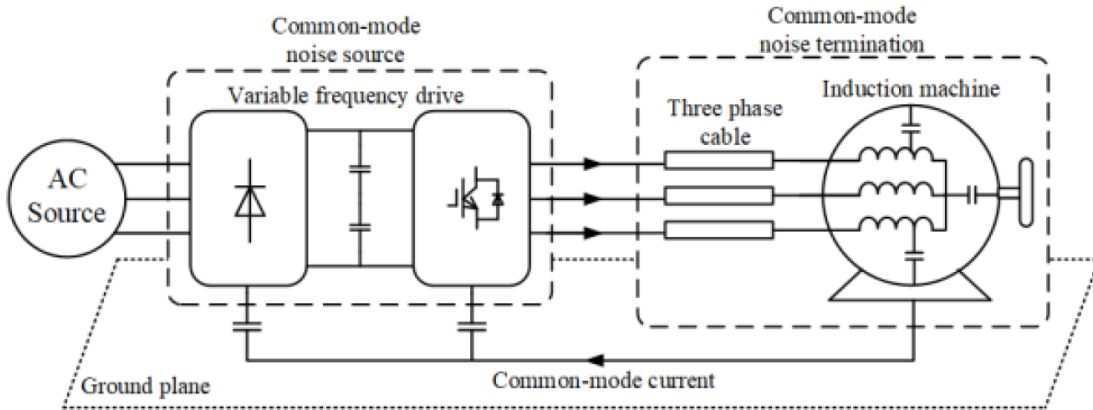 Common-mode
noise source
Common-mode
noise termination
Variable frequency drive
Induction machine
Three phase
cable
AC
Source
Common-mode current
Ground plane